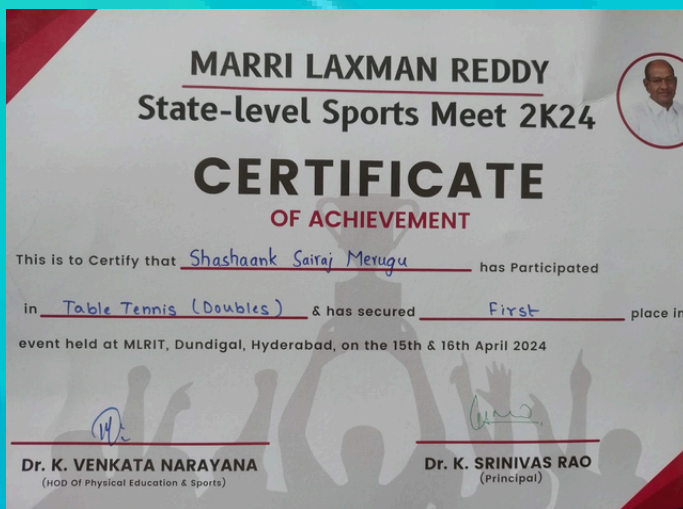 MARRI LAXMAN REDDY
State-level Sports Meet 2K24
CERTIFICATE
OF ACHIEVEMENT
This is to Certify that Shashaank Sairaj Merugu has Participated
in Table Tennis (Doubles) & has secured First place in
event held at MLRIT, Dundigal, Hyderabad, on the 15th & 16th April 2024
Dr. K. VENKATA NARAYANA
(HOD Of Physical Education & Sports)
Dr. K. SRINIVAS RAO
(Principal)